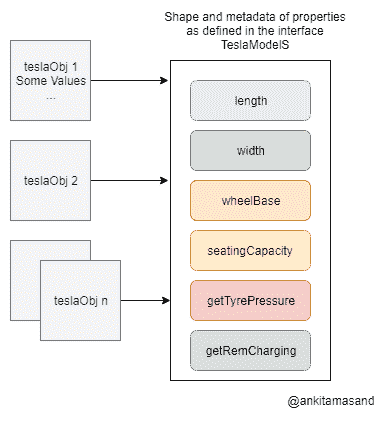 Shape and metadata of properties
as defined in the interface
TeslaModelS
teslaObj 1
Some Values
...
teslaObj 2
teslaObj n
length
width
wheelBase
seatingCapacity
getTyrePressure
getRemCharging
@ankitamasand